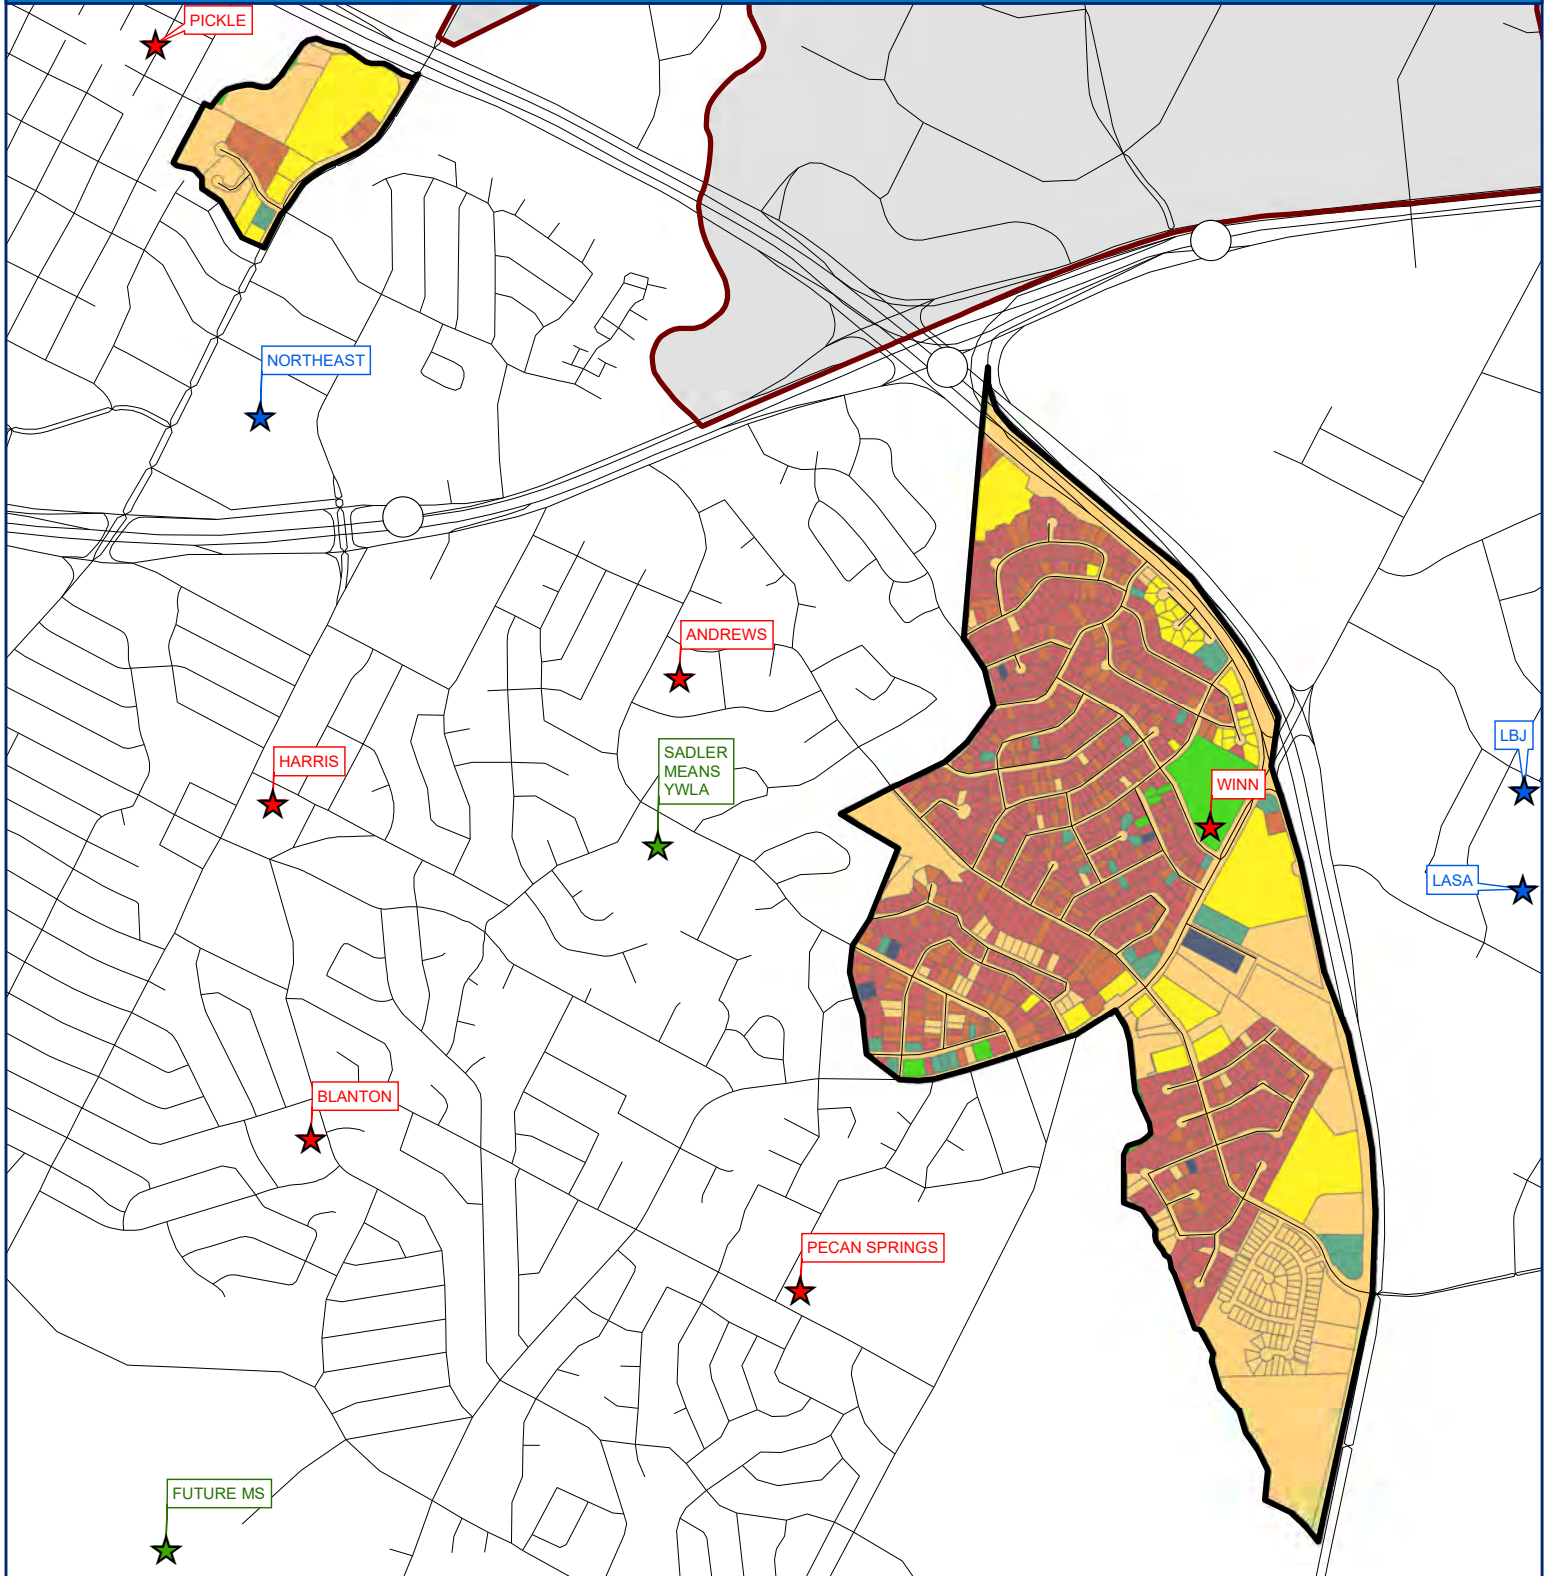 PICKLE
NORTHEAST
ANDREWS
HARRIS
SADLER
MEANS
YWLA
LBJ
WINN
LASA
BLANTON
PECAN SPRINGS
FUTURE MS